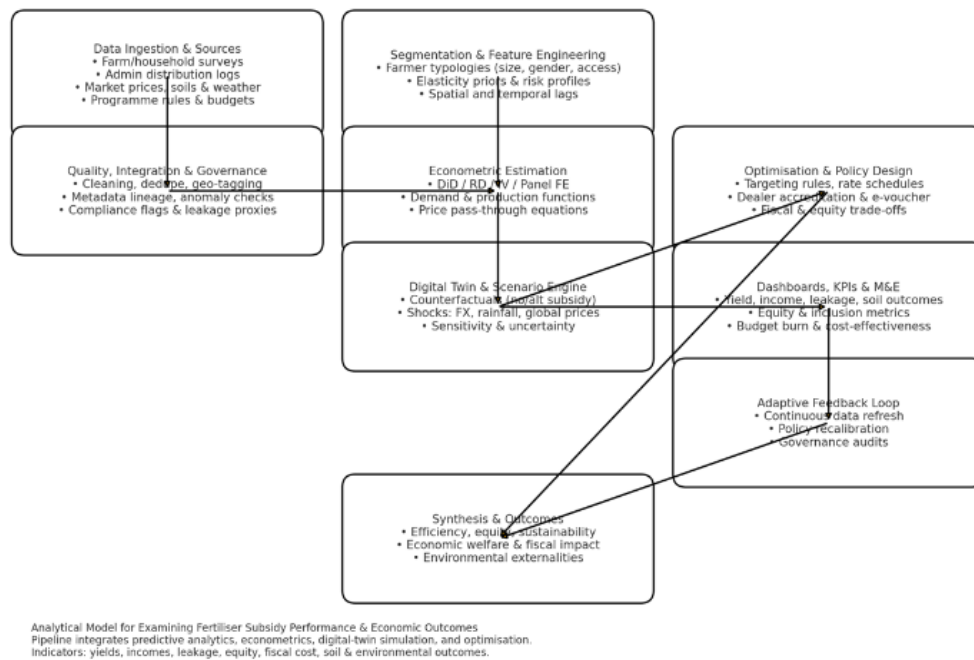 Data Ingestion & Sources
• Farm/household surveys
• Admin distribution logs
• Market prices, soils & weather
• Programme rules & budgets
Segmentation & Feature Engineering
• Farmer typologies (size, gender, access)
• Elasticity priors & risk profiles
• Spatial and temporal lags
Quality, Integration & Governance
• Cleaning, dedupe, geo-tagging
• Metadata lineage, anomaly checks
• Compliance flags & leakage proxies
Econometric Estimation
• DiD / RD / IV / Panel FE
• Demand & production functions
• Price pass-through equations
Optimisation & Policy Design
• Targeting rules, rate schedules
• Dealer accreditation & e-voucher
• Fiscal & equity trade-offs
Digital Twin & Scenario Engine
• Counterfactuals (no/alt subsidy)
• Shocks: FX, rainfall, global prices
• Sensitivity & uncertainty
Dashboards, KPIs & M&E
• Yield, income, leakage, soil outcomes
• Equity & inclusion metrics
• Budget burn & cost-effectiveness
Adaptive Feedback Loop
• Continuous data refresh
• Policy recalibration
• Governance audits
Synthesis & Outcomes
• Efficiency, equity, sustainability
• Economic welfare & fiscal impact
• Environmental externalities
Analytical Model for Examining Fertiliser Subsidy Performance & Economic Outcomes
Pipeline integrates predictive analytics, econometrics, digital-twin simulation, and optimisation.
Indicators: yields, incomes, leakage, equity, fiscal cost, soil & environmental outcomes.